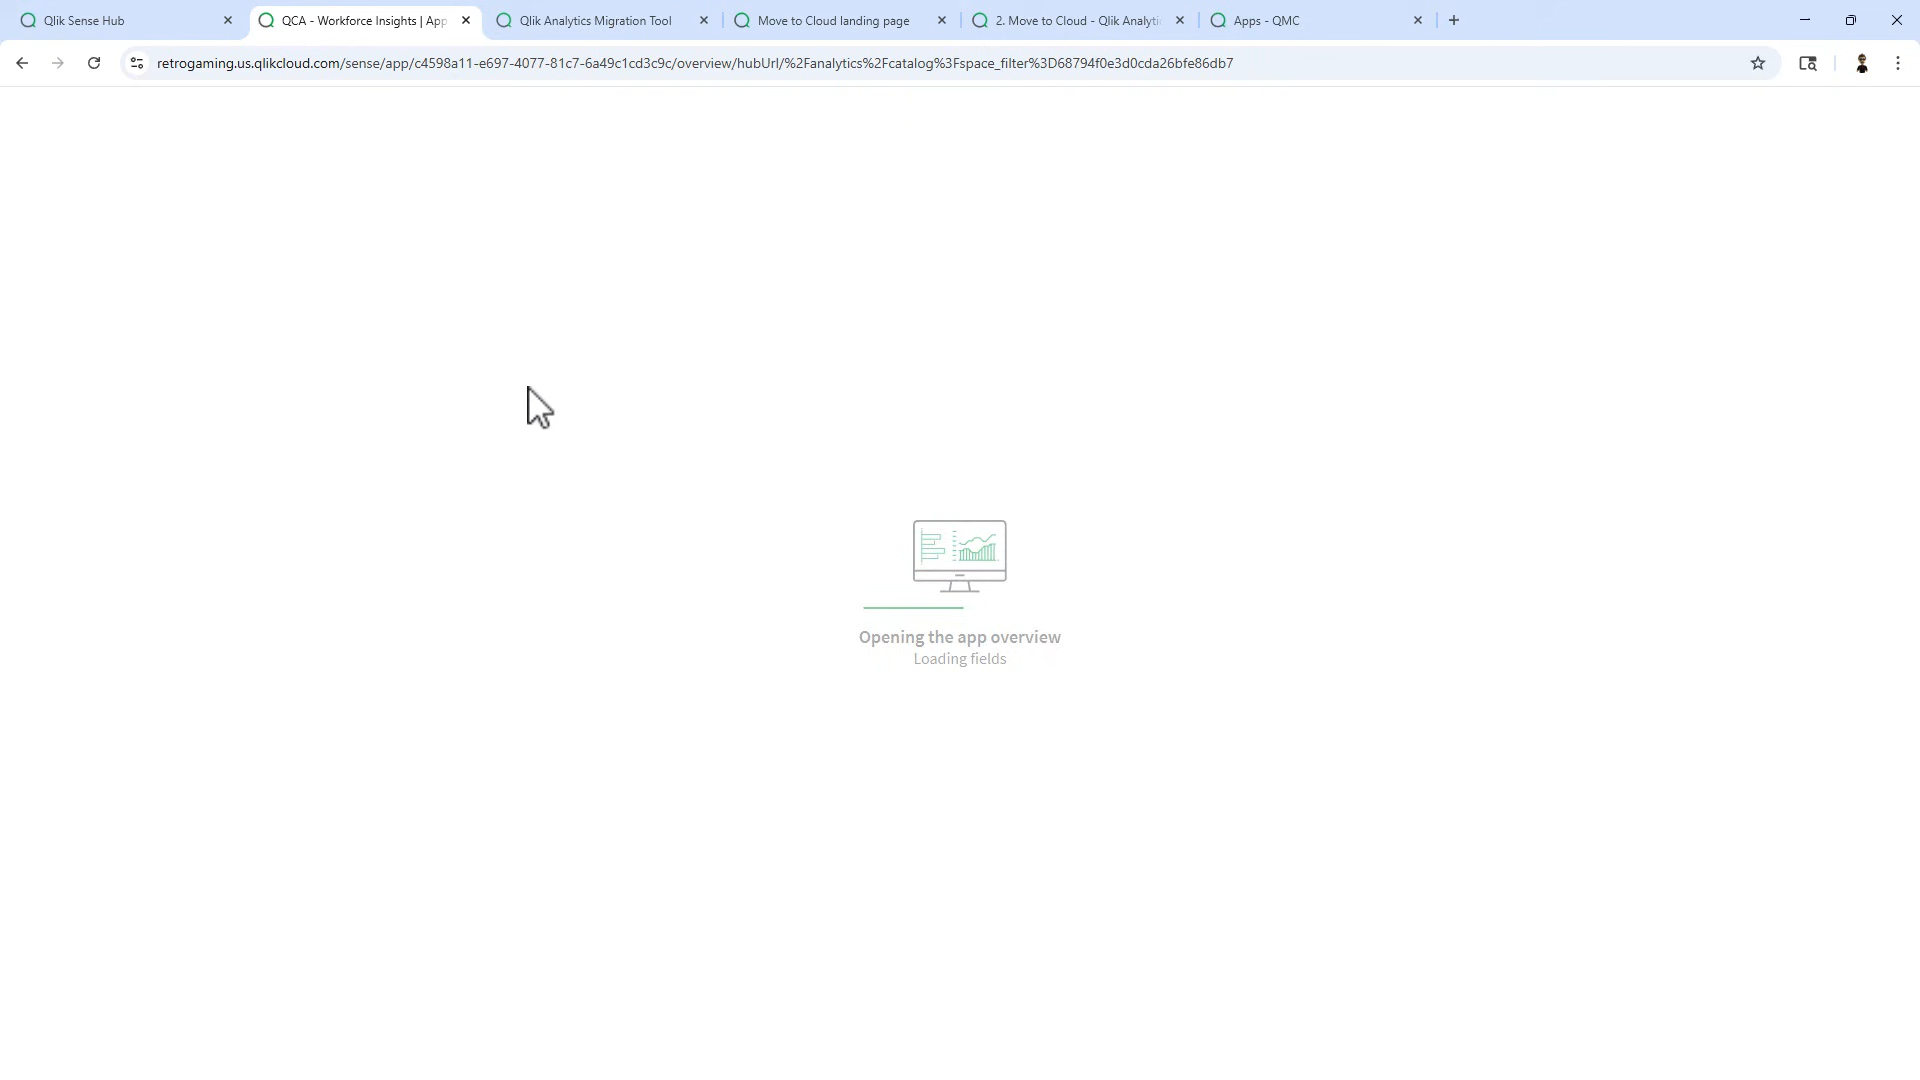 Qlik Sense Hub
QCA - Workforce Insights | App
Qlik Analytics Migration Tool
Move to Cloud landing page
2. Move to Cloud - Qlik Analytic
Apps - QMC
retrogaming.us.qlikcloud.com/sense/app/c4598a11-e697-4077-81c7-6a49c1cd3c9c/overview/hubUrl/%2Fanalytics%2Fcatalog%3Fspace_filter%3D68794f0e3d0cda26bfe86db7
Opening the app overview
Loading fields